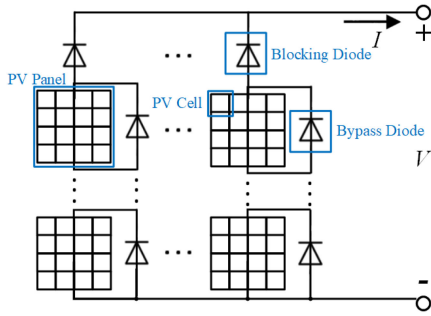 I
+
Blocking Diode
PV Panel
PV Cell
Bypass Diode
V
-